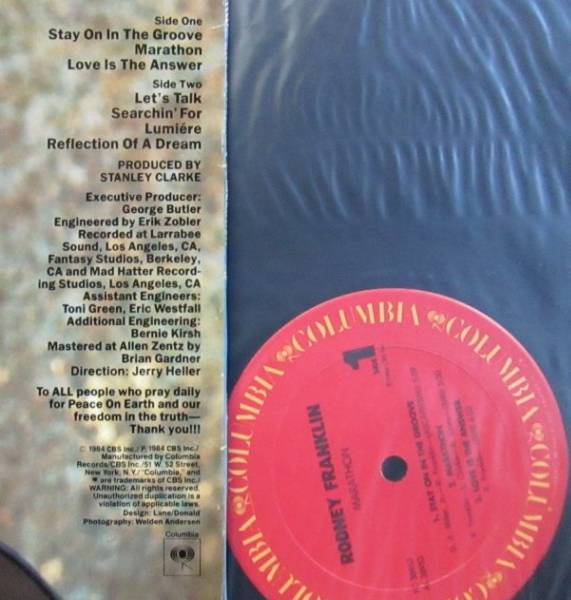 Side One
Stay On In The Groove
Marathon
Love Is The Answer
Side Two
Let's Talk
Searchin' For
Lumiére
Reflection Of A Dream
PRODUCED BY
STANLEY CLARKE
Executive Producer:
George Butler
Engineered by Erik Zobler
Recorded at Larrabee
Sound, Los Angeles, CA,
Fantasy Studios, Berkeley,
CA and Mad Hatter Record-
ing Studios, Los Angeles, CA
Assistant Engineers:
Toni Green, Eric Westfall
Additional Engineering:
Bernie Kirsh
Mastered at Allen Zentz by
Brian Gardner
Direction: Jerry Heller
To ALL people who pray daily
for Peace On Earth and our
freedom in the truth—
Thank you!!!
© 1984 CBS Inc./ ℗ 1984 CBS Inc./
Manufactured by Columbia
Records/CBS Inc./51 W. 52 Street,
New York, N.Y./"Columbia," and
are trademarks of CBS Inc./
WARNING: All rights reserved.
Unauthorized duplication is a
violation of applicable laws.
Design: Lane/Donald
Photography: Welden Andersen
Columbia
COLUMBIA COLUMBIA COLUMBIA COLUMBIA COLUMBIA COLUMBIA
1
RODNEY FRANKLIN
MARATHON
1. STAY ON IN THE GROOVE
2. MARATHON
3. LOVE IS THE ANSWER